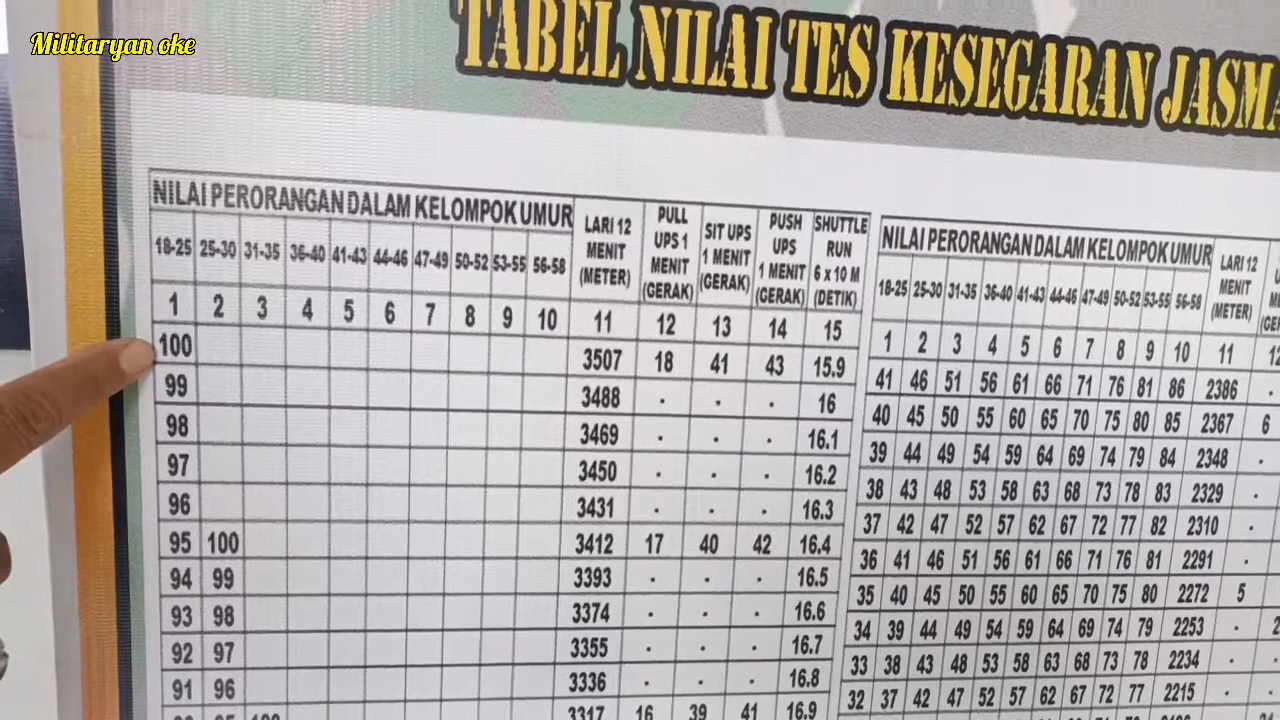 Militaryan oke
TABEL NILAI TES KESEGARAN
NILAI PERORANGAN DALAM KELOMPOK UMUR
LARI 12 MENIT (METER)
PULL UPS 1 MENIT (GERAK)
SIT UPS 1 MENIT (GERAK)
PUSH UPS 1 MENIT (GERAK)
SHUTTLE RUN 6 x 10 M (DETIK)
18-25 25-30 31-35 36-40 41-43 44-46 47-49 50-52 53-55 56-58
1 2 3 4 5 6 7 8 9 10 11 12 13 14 15
100 3507 18 41 43 15.9
99 3488 . . . 16
98 3469 . . . 16.1
97 3450 . . . 16.2
96 3431 . . . 16.3
95 100 3412 17 40 42 16.4
94 99 3393 . . . 16.5
93 98 3374 . . . 16.6
92 97 3355 . . . 16.7
91 96 3336 . . . 16.8
3317 16 39 41 16.9
NILAI PERORANGAN DALAM KELOMPOK UMUR
LARI 12 MENIT (METER)
18-25 25-30 31-35 36-40 41-43 44-46 47-49 50-52 53-55 56-58
1 2 3 4 5 6 7 8 9 10 11
41 46 51 56 61 66 71 76 81 86 2386 .
40 45 50 55 60 65 70 75 80 85 2367 6
39 44 49 54 59 64 69 74 79 84 2348 .
38 43 48 53 58 63 68 73 78 83 2329 .
37 42 47 52 57 62 67 72 77 82 2310 .
36 41 46 51 56 61 66 71 76 81 2291 .
35 40 45 50 55 60 65 70 75 80 2272 5
34 39 44 49 54 59 64 69 74 79 2253 .
33 38 43 48 53 58 63 68 73 78 2234 .
32 37 42 47 52 57 62 67 72 77 2215 .